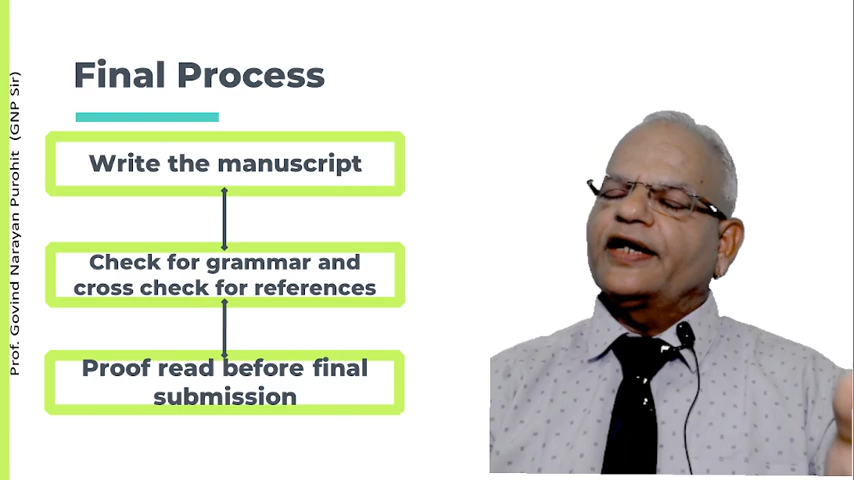 Final Process
Write the manuscript
Check for grammar and
cross check for references
Proof read before final
submission
Prof. Govind Narayan Purohit (GNP Sir)